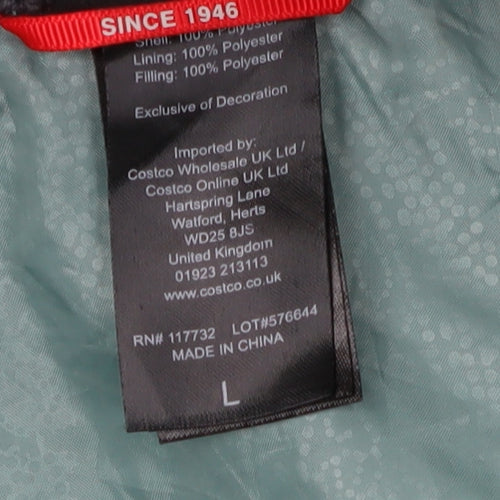 SINCE 1946
Shell: 100% Polyester
Lining: 100% Polyester
Filling: 100% Polyester
Exclusive of Decoration
Imported by:
Costco Wholesale UK Ltd /
Costco Online UK Ltd
Hartspring Lane
Watford, Herts
WD25 8JS
United Kingdom
01923 213113
www.costco.co.uk
RN# 117732 LOT#576644
MADE IN CHINA
L